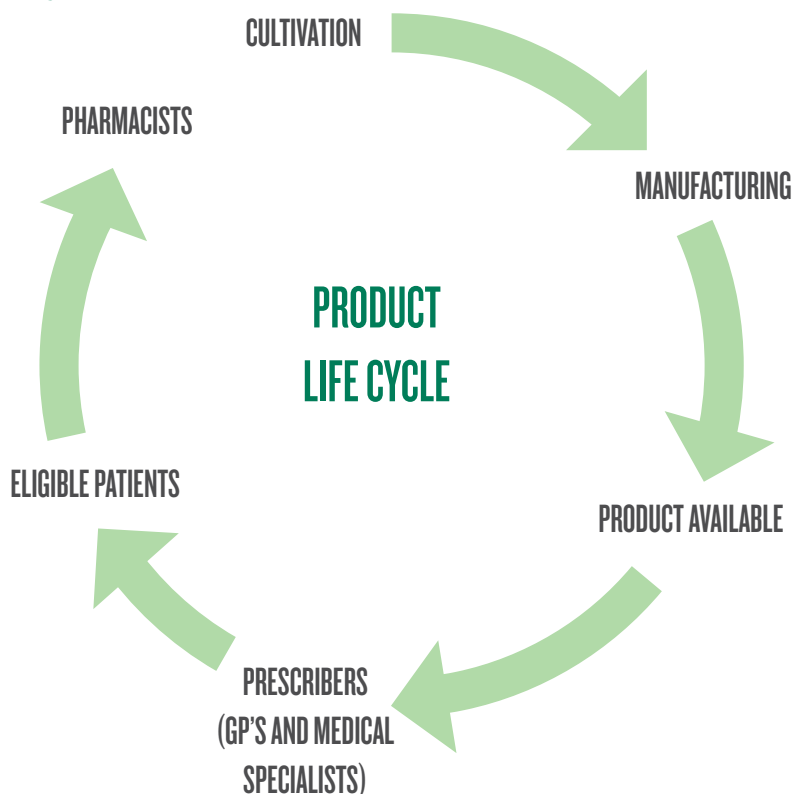 CULTIVATION
PHARMACISTS
MANUFACTURING
PRODUCT
LIFE CYCLE
ELIGIBLE PATIENTS
PRODUCT AVAILABLE
PRESCRIBERS
(GP'S AND MEDICAL
SPECIALISTS)